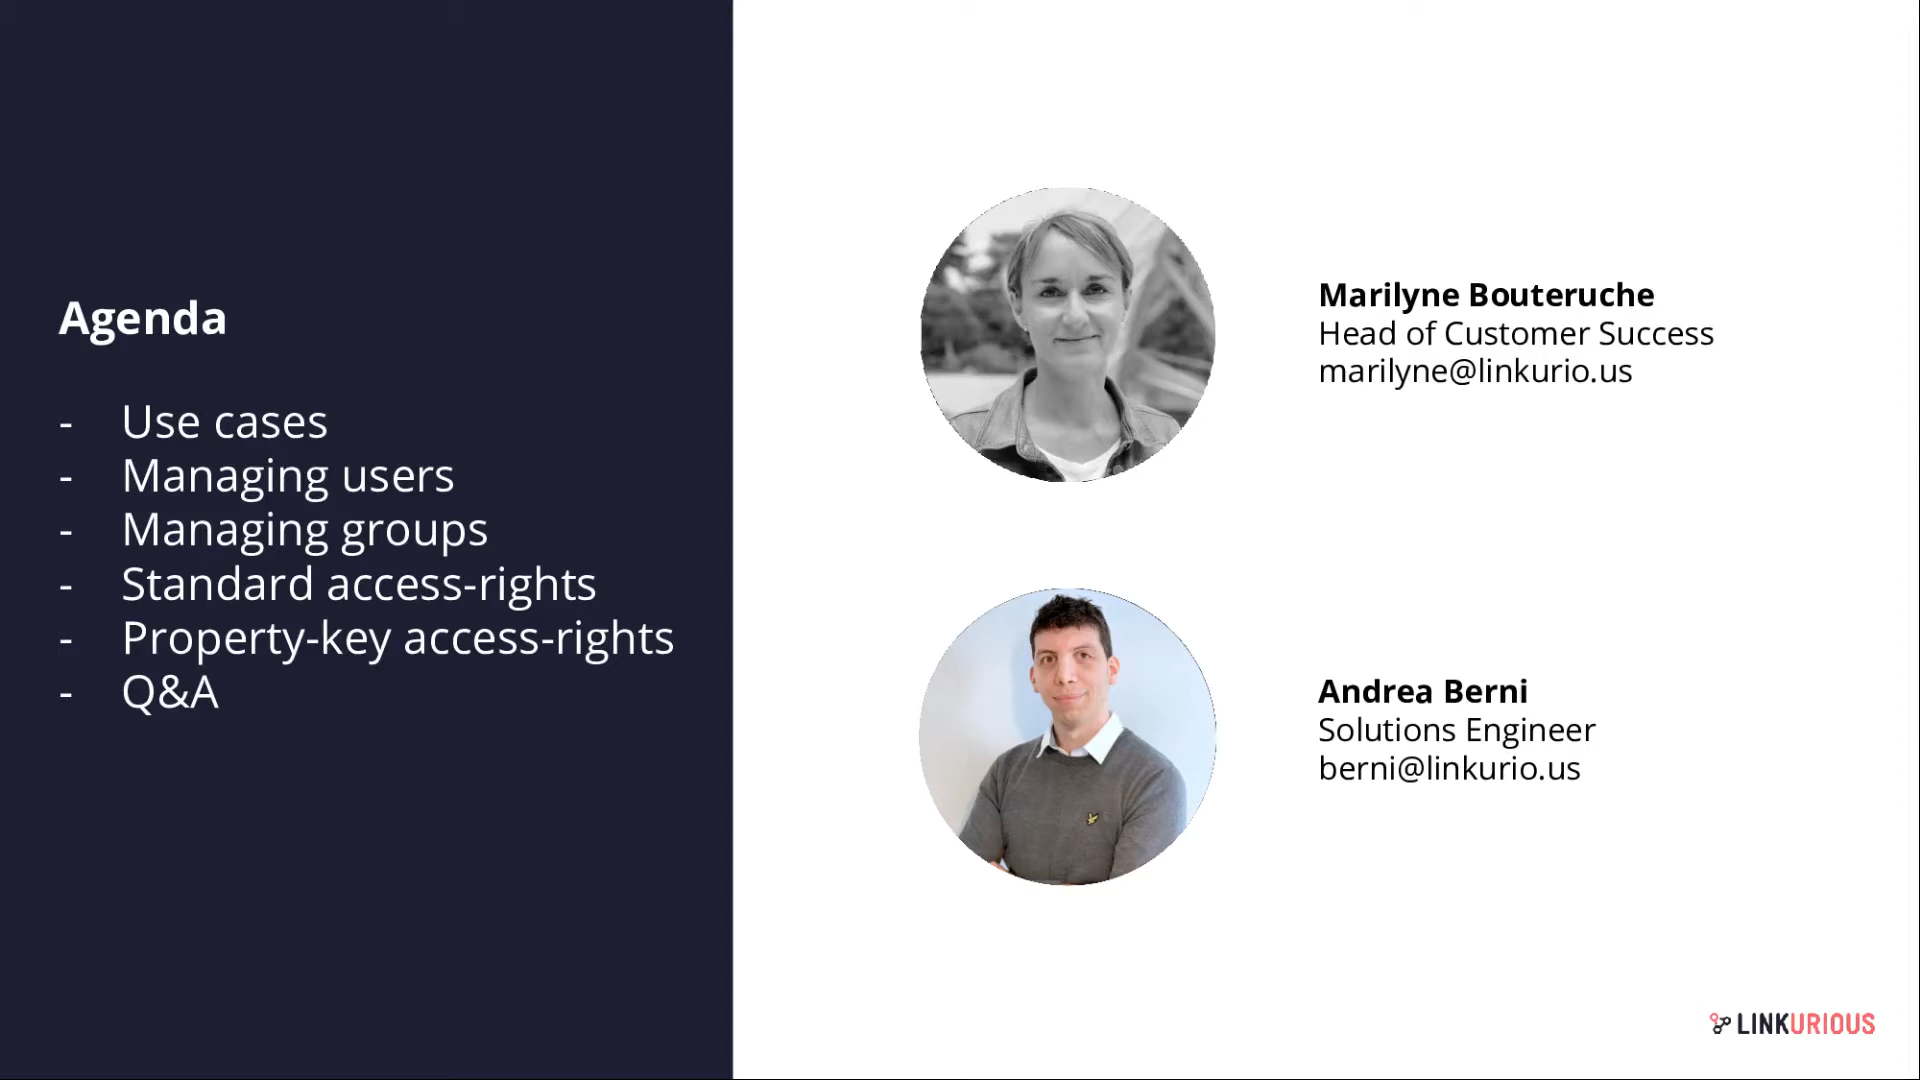 Agenda
- Use cases
- Managing users
- Managing groups
- Standard access-rights
- Property-key access-rights
- Q&A
Marilyne Bouteruche
Head of Customer Success
marilyne@linkurio.us
Andrea Berni
Solutions Engineer
berni@linkurio.us
LINKURIOUS